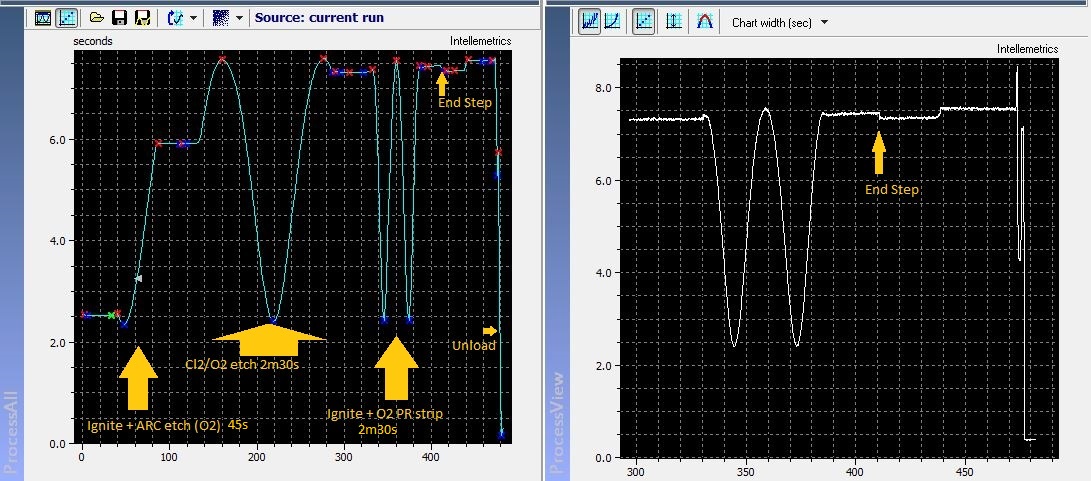 Source: current run
seconds
Intellemetrics
6.0
4.0
2.0
0.0
0
100
200
300
400
End Step
Unload
Cl2/O2 etch 2m30s
Ignite + ARC etch (O2) 45s
Ignite + O2 PR strip
2m30s
ProcessAll
Chart width (sec)
Intellemetrics
8.0
6.0
4.0
2.0
0.0
300
350
400
450
End Step
ProcessView